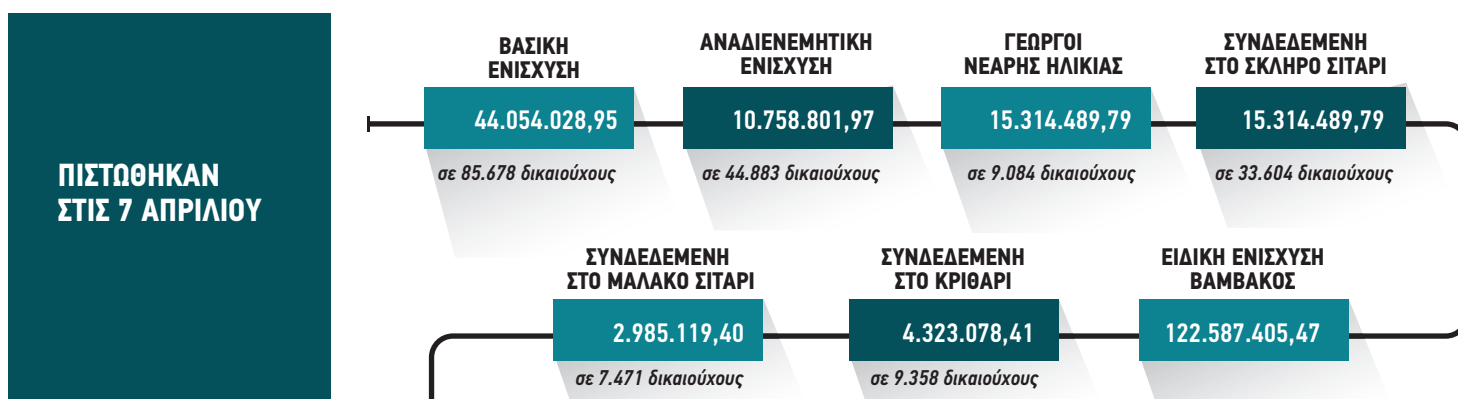 ΠΙΣΤΩΘΗΚΑΝ
ΣΤΙΣ 7 ΑΠΡΙΛΙΟΥ
ΒΑΣΙΚΗ
ΕΝΙΣΧΥΣΗ
44.054.028,95
σε 85.678 δικαιούχους
ΑΝΑΔΙΕΝΕΜΗΤΙΚΗ
ΕΝΙΣΧΥΣΗ
10.758.801,97
σε 44.883 δικαιούχους
ΓΕΩΡΓΟΙ
ΝΕΑΡΗΣ ΗΛΙΚΙΑΣ
15.314.489,79
σε 9.084 δικαιούχους
ΣΥΝΔΕΔΕΜΕΝΗ
ΣΤΟ ΣΚΛΗΡΟ ΣΙΤΑΡΙ
15.314.489,79
σε 33.604 δικαιούχους
ΣΥΝΔΕΔΕΜΕΝΗ
ΣΤΟ ΜΑΛΑΚΟ ΣΙΤΑΡΙ
2.985.119,40
σε 7.471 δικαιούχους
ΣΥΝΔΕΔΕΜΕΝΗ
ΣΤΟ ΚΡΙΘΑΡΙ
4.323.078,41
σε 9.358 δικαιούχους
ΕΙΔΙΚΗ ΕΝΙΣΧΥΣΗ
ΒΑΜΒΑΚΟΣ
122.587.405,47